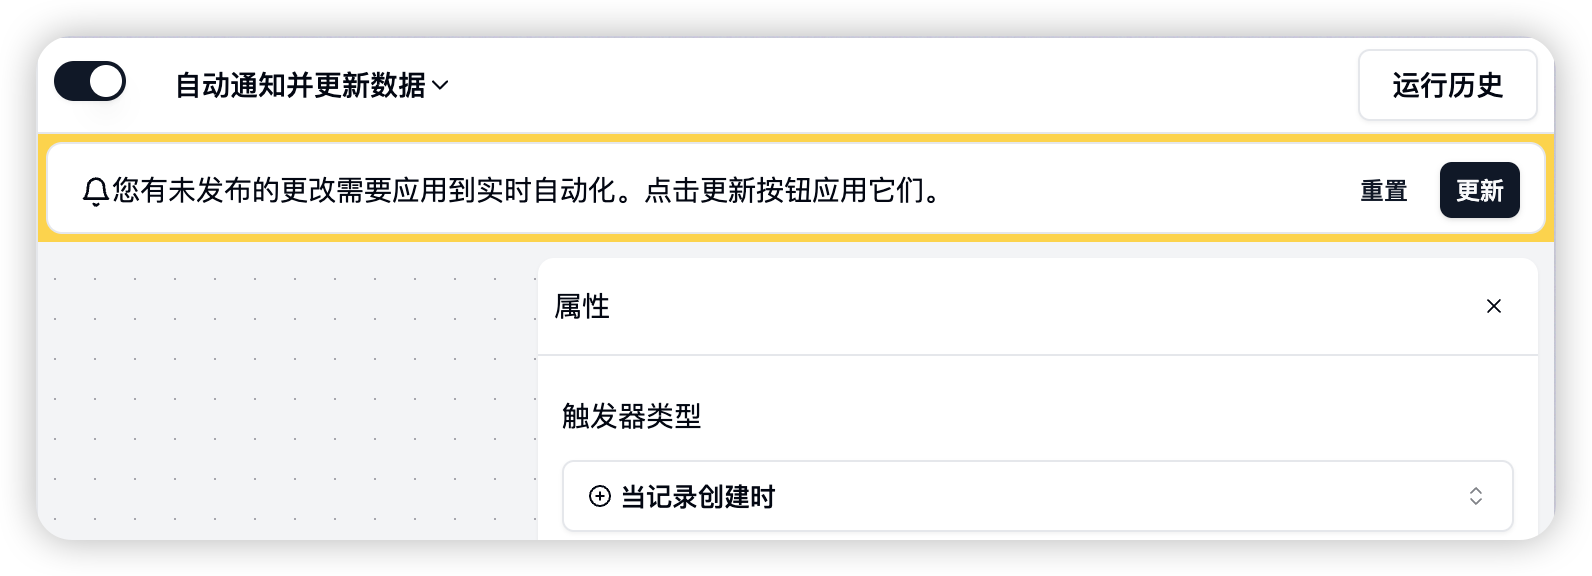 自动通知并更新数据
运行历史
您有未发布的更改需要应用到实时自动化。点击更新按钮应用它们。
重置
更新
属性
触发器类型
当记录创建时